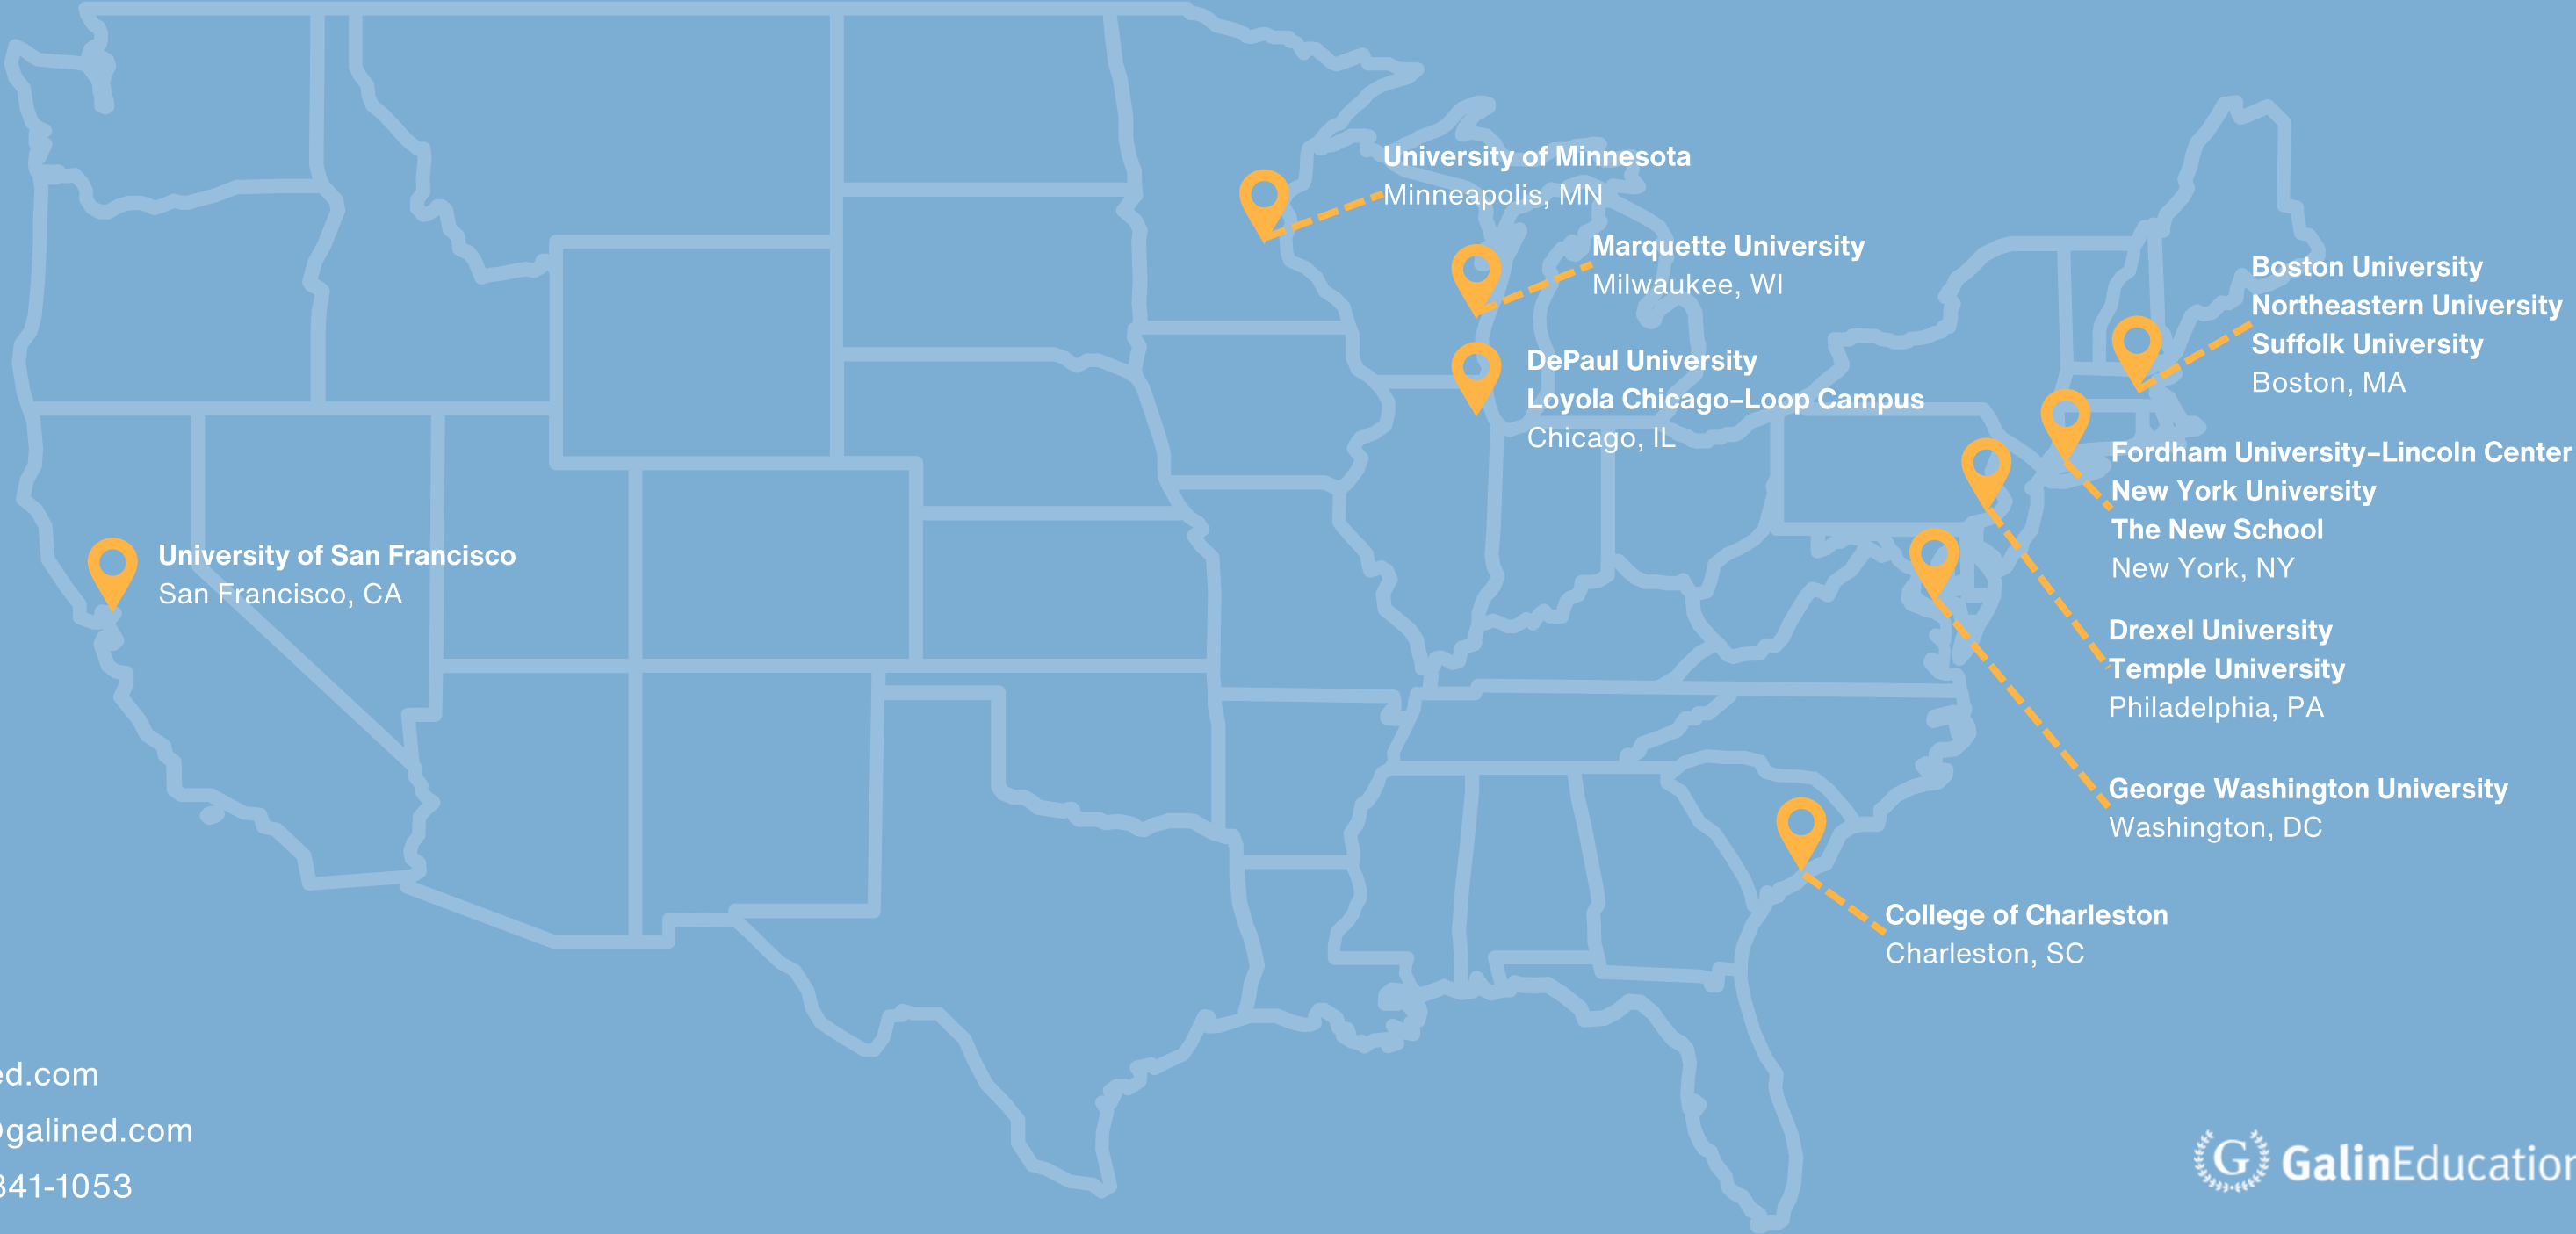 University of Minnesota
Minneapolis, MN
Marquette University
Milwaukee, WI
DePaul University
Loyola Chicago–Loop Campus
Chicago, IL
Boston University
Northeastern University
Suffolk University
Boston, MA
Fordham University–Lincoln Center
New York University
The New School
New York, NY
University of San Francisco
San Francisco, CA
Drexel University
Temple University
Philadelphia, PA
George Washington University
Washington, DC
College of Charleston
Charleston, SC
ed.com
@galined.com
341-1053
G GalinEducation